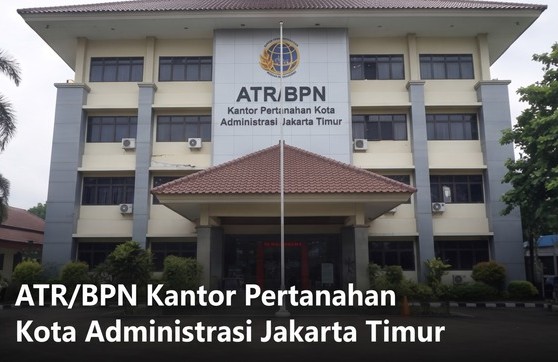 ATR/BPN
Kantor Pertanahan Kota
Administrasi Jakarta Timur
ATR/BPN Kantor Pertanahan
Kota Administrasi Jakarta Timur